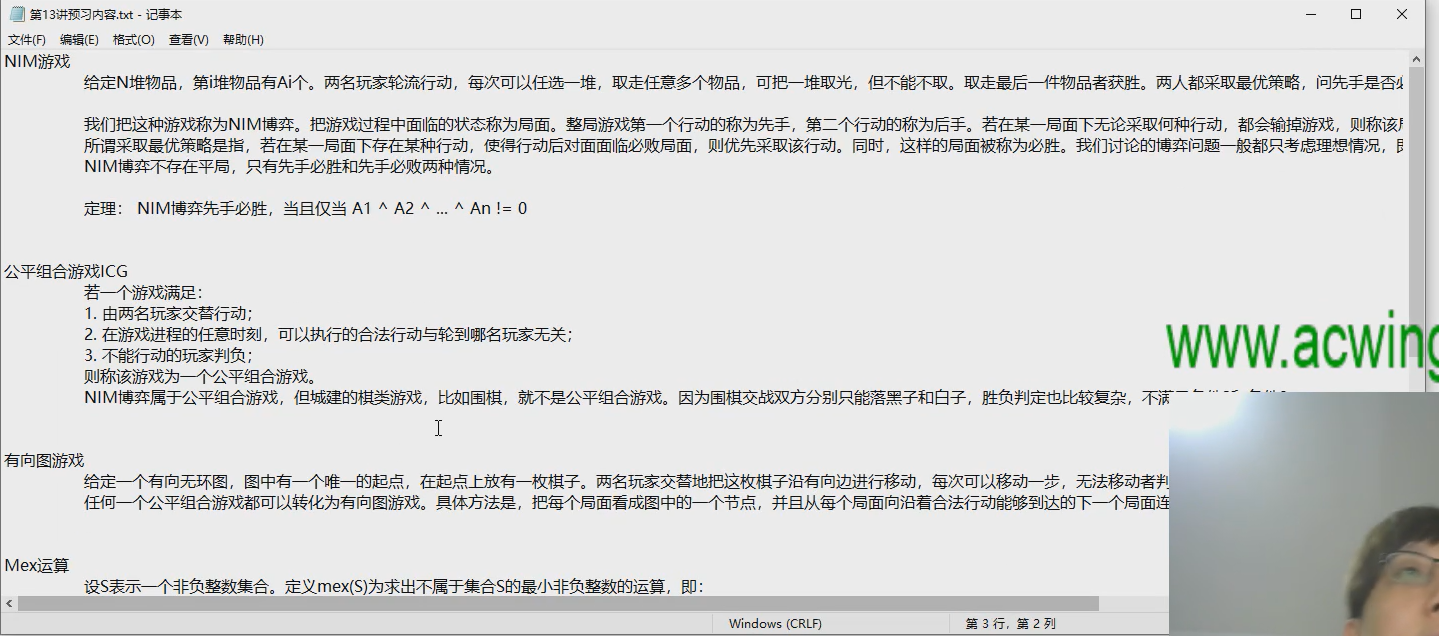 第13讲预习内容.txt - 记事本
文件(F) 编辑(E) 格式(O) 查看(V) 帮助(H)
NIM游戏
给定N堆物品，第i堆物品有Ai个。两名玩家轮流行动，每次可以任选一堆，取走任意多个物品，可把一堆取光，但不能不取。取走最后一件物品者获胜。两人都采取最优策略，问先手是否
我们把这种游戏称为NIM博弈。把游戏过程中面临的状态称为局面。整局游戏第一个行动的称为先手，第二个行动的称为后手。若在某一局面下无论采取何种行动，都会输掉游戏，则称该
所谓采取最优策略是指，若在某一局面下存在某种行动，使得行动后对面面临必败局面，则优先采取该行动。同时，这样的局面被称为必胜。我们讨论的博弈问题一般都只考虑理想情况，
NIM博弈不存在平局，只有先手必胜和先手必败两种情况。
定理： NIM博弈先手必胜，当且仅当 A1 ^ A2 ^ ... ^ An != 0
公平组合游戏ICG
若一个游戏满足：
1. 由两名玩家交替行动；
2. 在游戏进程的任意时刻，可以执行的合法行动与轮到哪名玩家无关；
3. 不能行动的玩家判负；
则称该游戏为一个公平组合游戏。
NIM博弈属于公平组合游戏，但城建的棋类游戏，比如围棋，就不是公平组合游戏。因为围棋交战双方分别只能落黑子和白子，胜负判定也比较复杂，不满
www.acwing
有向图游戏
给定一个有向无环图，图中有一个唯一的起点，在起点上放有一枚棋子。两名玩家交替地把这枚棋子沿有向边进行移动，每次可以移动一步，无法移动者判
任何一个公平组合游戏都可以转化为有向图游戏。具体方法是，把每个局面看成图中的一个节点，并且从每个局面向沿着合法行动能够到达的下一个局面连
Mex运算
设S表示一个非负整数集合。定义mex(S)为求出不属于集合S的最小非负整数的运算，即：
Windows (CRLF) 第 3 行，第 2 列